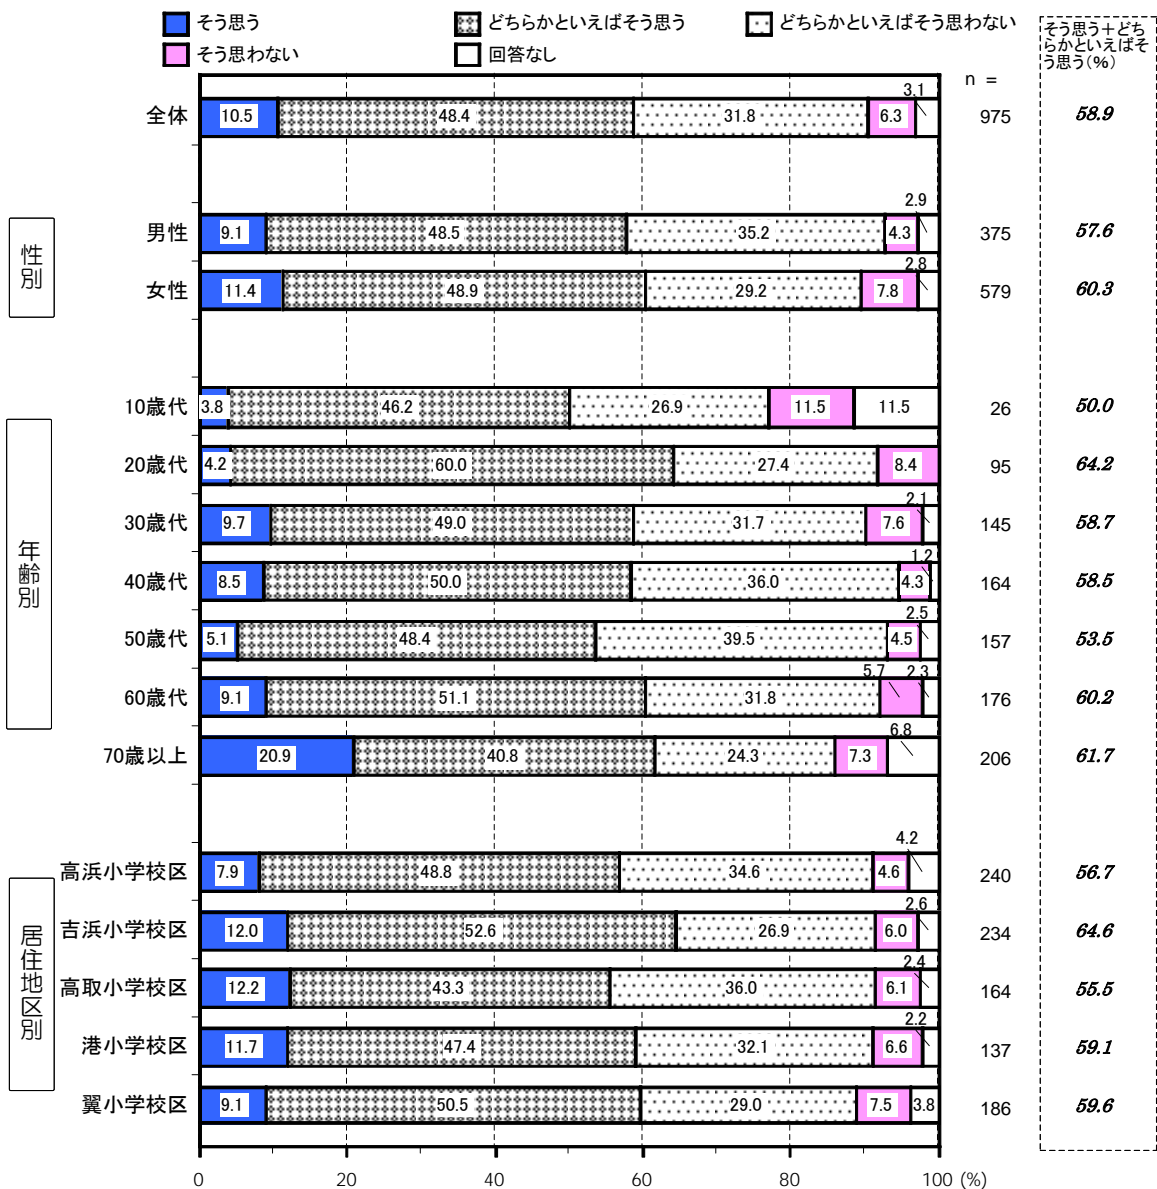 そう思う
どちらかといえばそう思う
どちらかといえばそう思わない
そう思わない
回答なし
そう思う＋どち
らかといえばそ
う思う(%)
n =
全体 10.5 48.4 31.8 6.3 3.1 975 58.9
性別
男性 9.1 48.5 35.2 4.3 2.9 375 57.6
女性 11.4 48.9 29.2 7.8 2.8 579 60.3
年齢別
10歳代 3.8 46.2 26.9 11.5 11.5 26 50.0
20歳代 4.2 60.0 27.4 8.4 95 64.2
30歳代 9.7 49.0 31.7 7.6 2.1 145 58.7
40歳代 8.5 50.0 36.0 4.3 1.2 164 58.5
50歳代 5.1 48.4 39.5 4.5 2.5 157 53.5
60歳代 9.1 51.1 31.8 5.7 2.3 176 60.2
70歳以上 20.9 40.8 24.3 7.3 6.8 206 61.7
居住地区別
高浜小学校区 7.9 48.8 34.6 4.6 4.2 240 56.7
吉浜小学校区 12.0 52.6 26.9 6.0 2.6 234 64.6
高取小学校区 12.2 43.3 36.0 6.1 2.4 164 55.5
港小学校区 11.7 47.4 32.1 6.6 2.2 137 59.1
翼小学校区 9.1 50.5 29.0 7.5 3.8 186 59.6
0 20 40 60 80 100 (%)